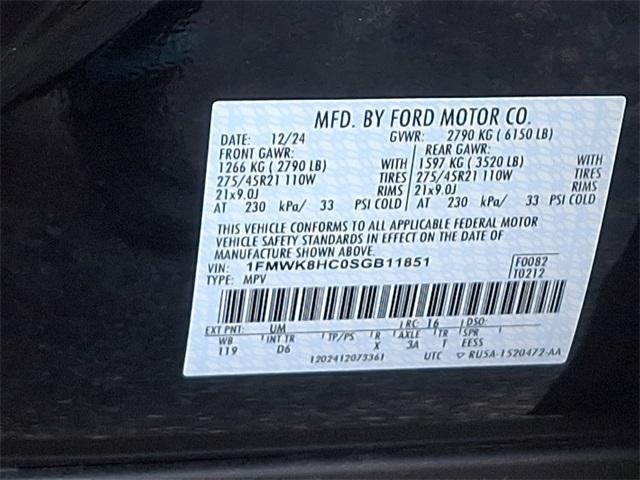 MFD. BY FORD MOTOR CO.
DATE: 12/24 GVWR: 2790 KG ( 6150 LB)
FRONT GAWR: REAR GAWR:
1266 KG ( 2790 LB) WITH 1597 KG ( 3520 LB) WITH
275/45R21 110W TIRES 275/45R21 110W TIRES
21x9.0J RIMS 21x9.0J RIMS
AT 230 kPa/ 33 PSI COLD AT 230 kPa/ 33 PSI COLD
THIS VEHICLE CONFORMS TO ALL APPLICABLE FEDERAL MOTOR
VEHICLE SAFETY STANDARDS IN EFFECT ON THE DATE OF
MANUFACTURE SHOWN ABOVE.
VIN: 1FMWK8HC0SGB11851 F0082
TYPE: MPV T0212
EXT PNT: UM RC: 16 DSO:
WB INT TR TP/PS R AXLE TR SPR
119 D6 X 3A T EESS
1202412073361 UTC ▽ RU5A-1520472-AA